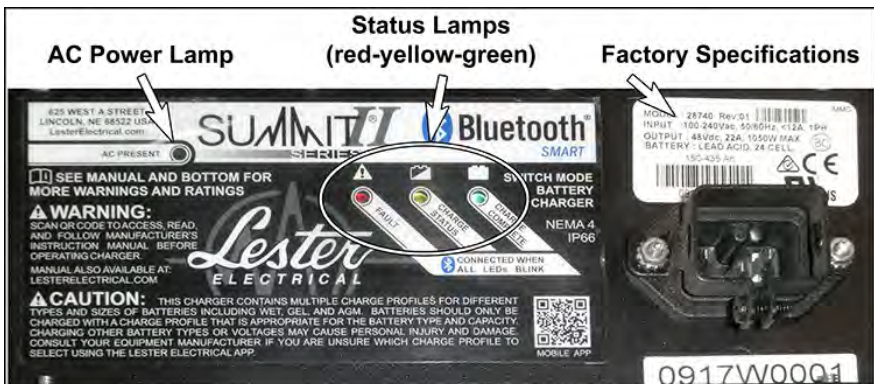 Status Lamps
(red-yellow-green)
AC Power Lamp
Factory Specifications
625 WEST A STREET
LINCOLN, NE 68522 USA
LesterElectrical.com
AC PRESENT
SUMMIT II
SERIES
Bluetooth®
SMART
SEE MANUAL AND BOTTOM FOR
MORE WARNINGS AND RATINGS
WARNING:
SCAN QR CODE TO ACCESS, READ,
AND FOLLOW MANUFACTURER'S
INSTRUCTION MANUAL BEFORE
OPERATING CHARGER.
MANUAL ALSO AVAILABLE AT:
LESTERELECTRICAL.COM
FAULT
CHARGE
STATUS
CHARGE
COMPLETE
SWITCH MODE
BATTERY
CHARGER
NEMA 4
IP66
CONNECTED WHEN
ALL LEDs BLINK
Lester
ELECTRICAL
CAUTION: THIS CHARGER CONTAINS MULTIPLE CHARGE PROFILES FOR DIFFERENT
TYPES AND SIZES OF BATTERIES INCLUDING WET, GEL, AND AGM. BATTERIES SHOULD ONLY BE
CHARGED WITH A CHARGE PROFILE THAT IS APPROPRIATE FOR THE BATTERY TYPE AND CAPACITY.
CHARGING OTHER BATTERY TYPES OR VOLTAGES MAY CAUSE PERSONAL INJURY AND DAMAGE.
CONSULT YOUR EQUIPMENT MANUFACTURER IF YOU ARE UNSURE WHICH CHARGE PROFILE TO
SELECT USING THE LESTER ELECTRICAL APP.
MOBILE APP
MODEL: 28740 Rev:01
INPUT: 100-240Vac, 50/60Hz, <12A, 1PH
OUTPUT: 48Vdc, 22A, 1050W MAX
BATTERY: LEAD ACID, 24 CELL,
150-435 Ah
BC
CE
0917W0001